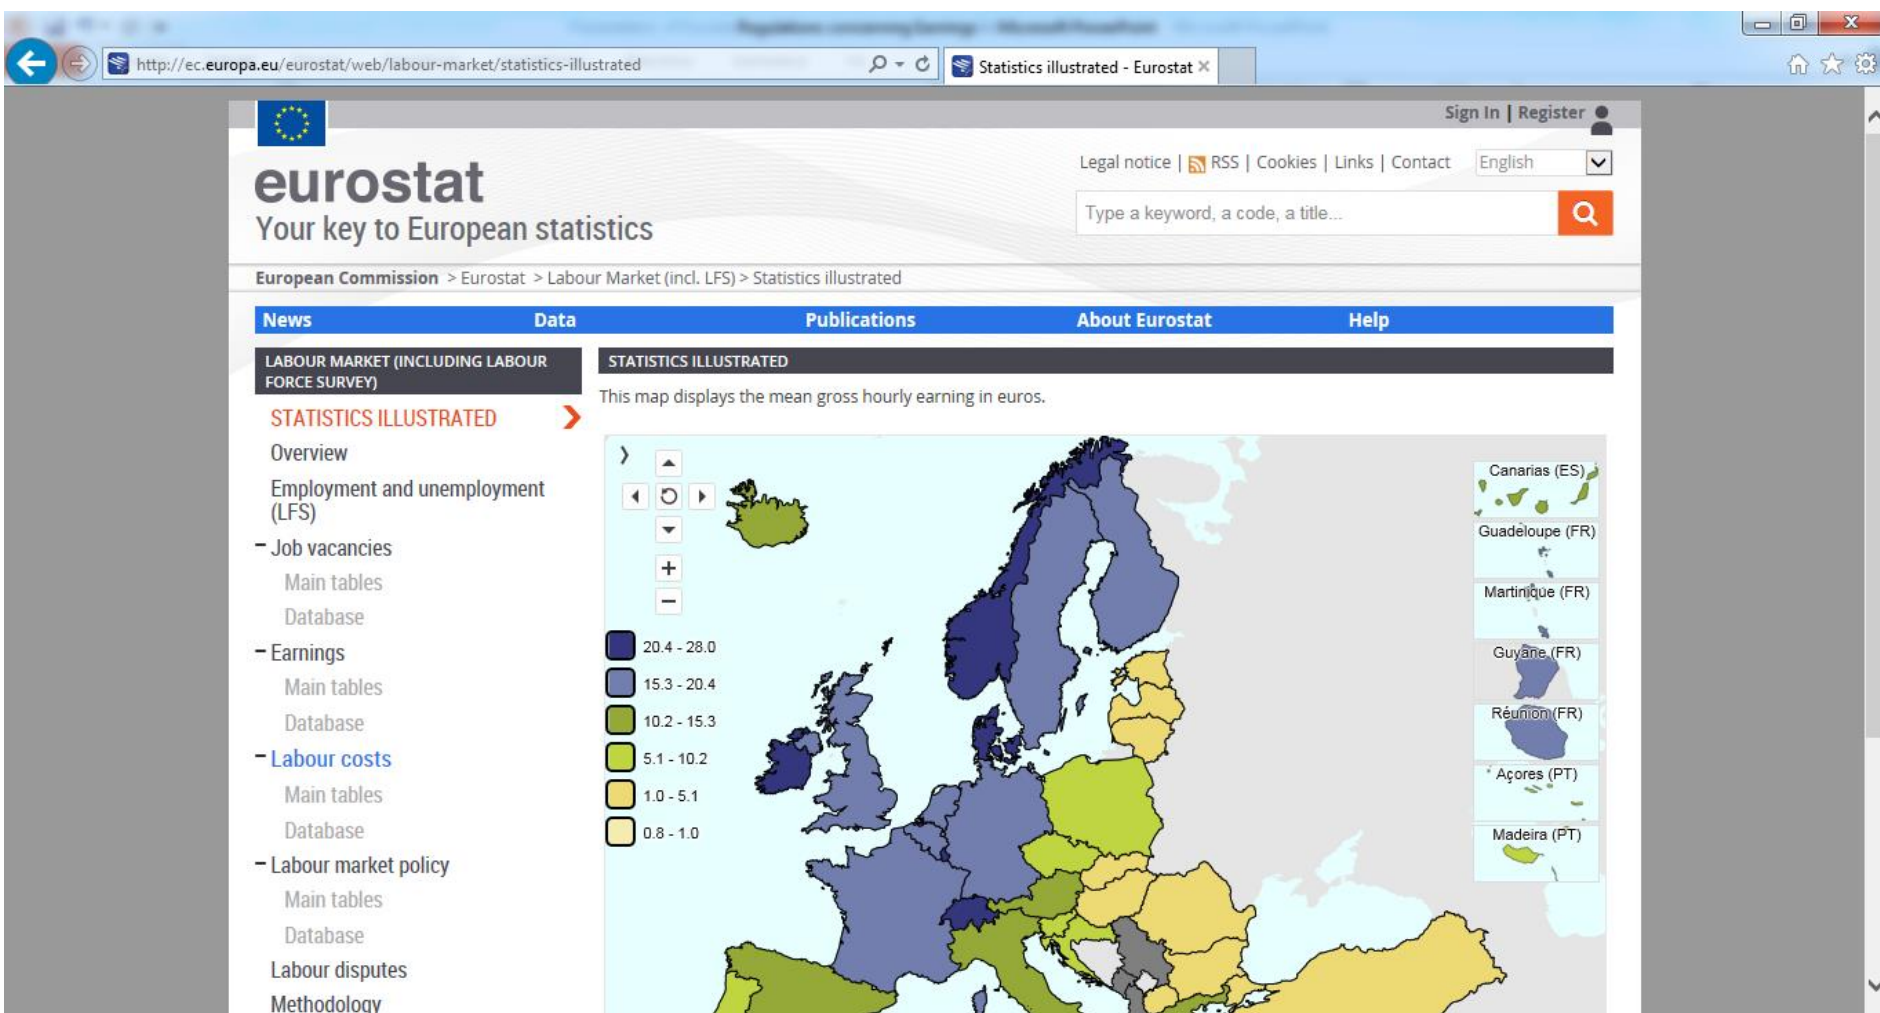 http://ec.europa.eu/eurostat/web/labour-market/statistics-illustrated
Statistics illustrated - Eurostat
Sign In | Register
Legal notice | RSS | Cookies | Links | Contact
English
eurostat
Your key to European statistics
Type a keyword, a code, a title...
European Commission > Eurostat > Labour Market (incl. LFS) > Statistics illustrated
News Data Publications About Eurostat Help
LABOUR MARKET (INCLUDING LABOUR
FORCE SURVEY)
STATISTICS ILLUSTRATED
Overview
Employment and unemployment
(LFS)
Job vacancies
Main tables
Database
Earnings
Main tables
Database
Labour costs
Main tables
Database
Labour market policy
Main tables
Database
Labour disputes
Methodology
STATISTICS ILLUSTRATED
This map displays the mean gross hourly earning in euros.
20.4 - 28.0
15.3 - 20.4
10.2 - 15.3
5.1 - 10.2
1.0 - 5.1
0.8 - 1.0
Canarias (ES)
Guadeloupe (FR)
Martinique (FR)
Guyane (FR)
Réunion (FR)
Açores (PT)
Madeira (PT)